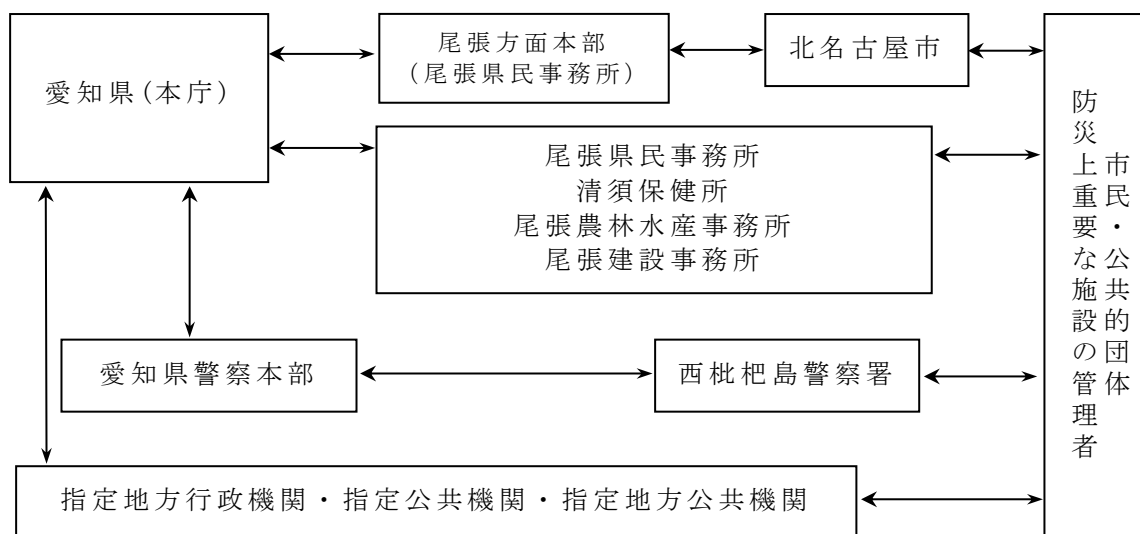 愛知県(本庁)
尾張方面本部
(尾張県民事務所)
北名古屋市
尾張県民事務所
清須保健所
尾張農林水産事務所
尾張建設事務所
愛知県警察本部
西枇杷島警察署
指定地方行政機関・指定公共機関・指定地方公共機関
市民・公共的団体
防災上重要な施設の管理者